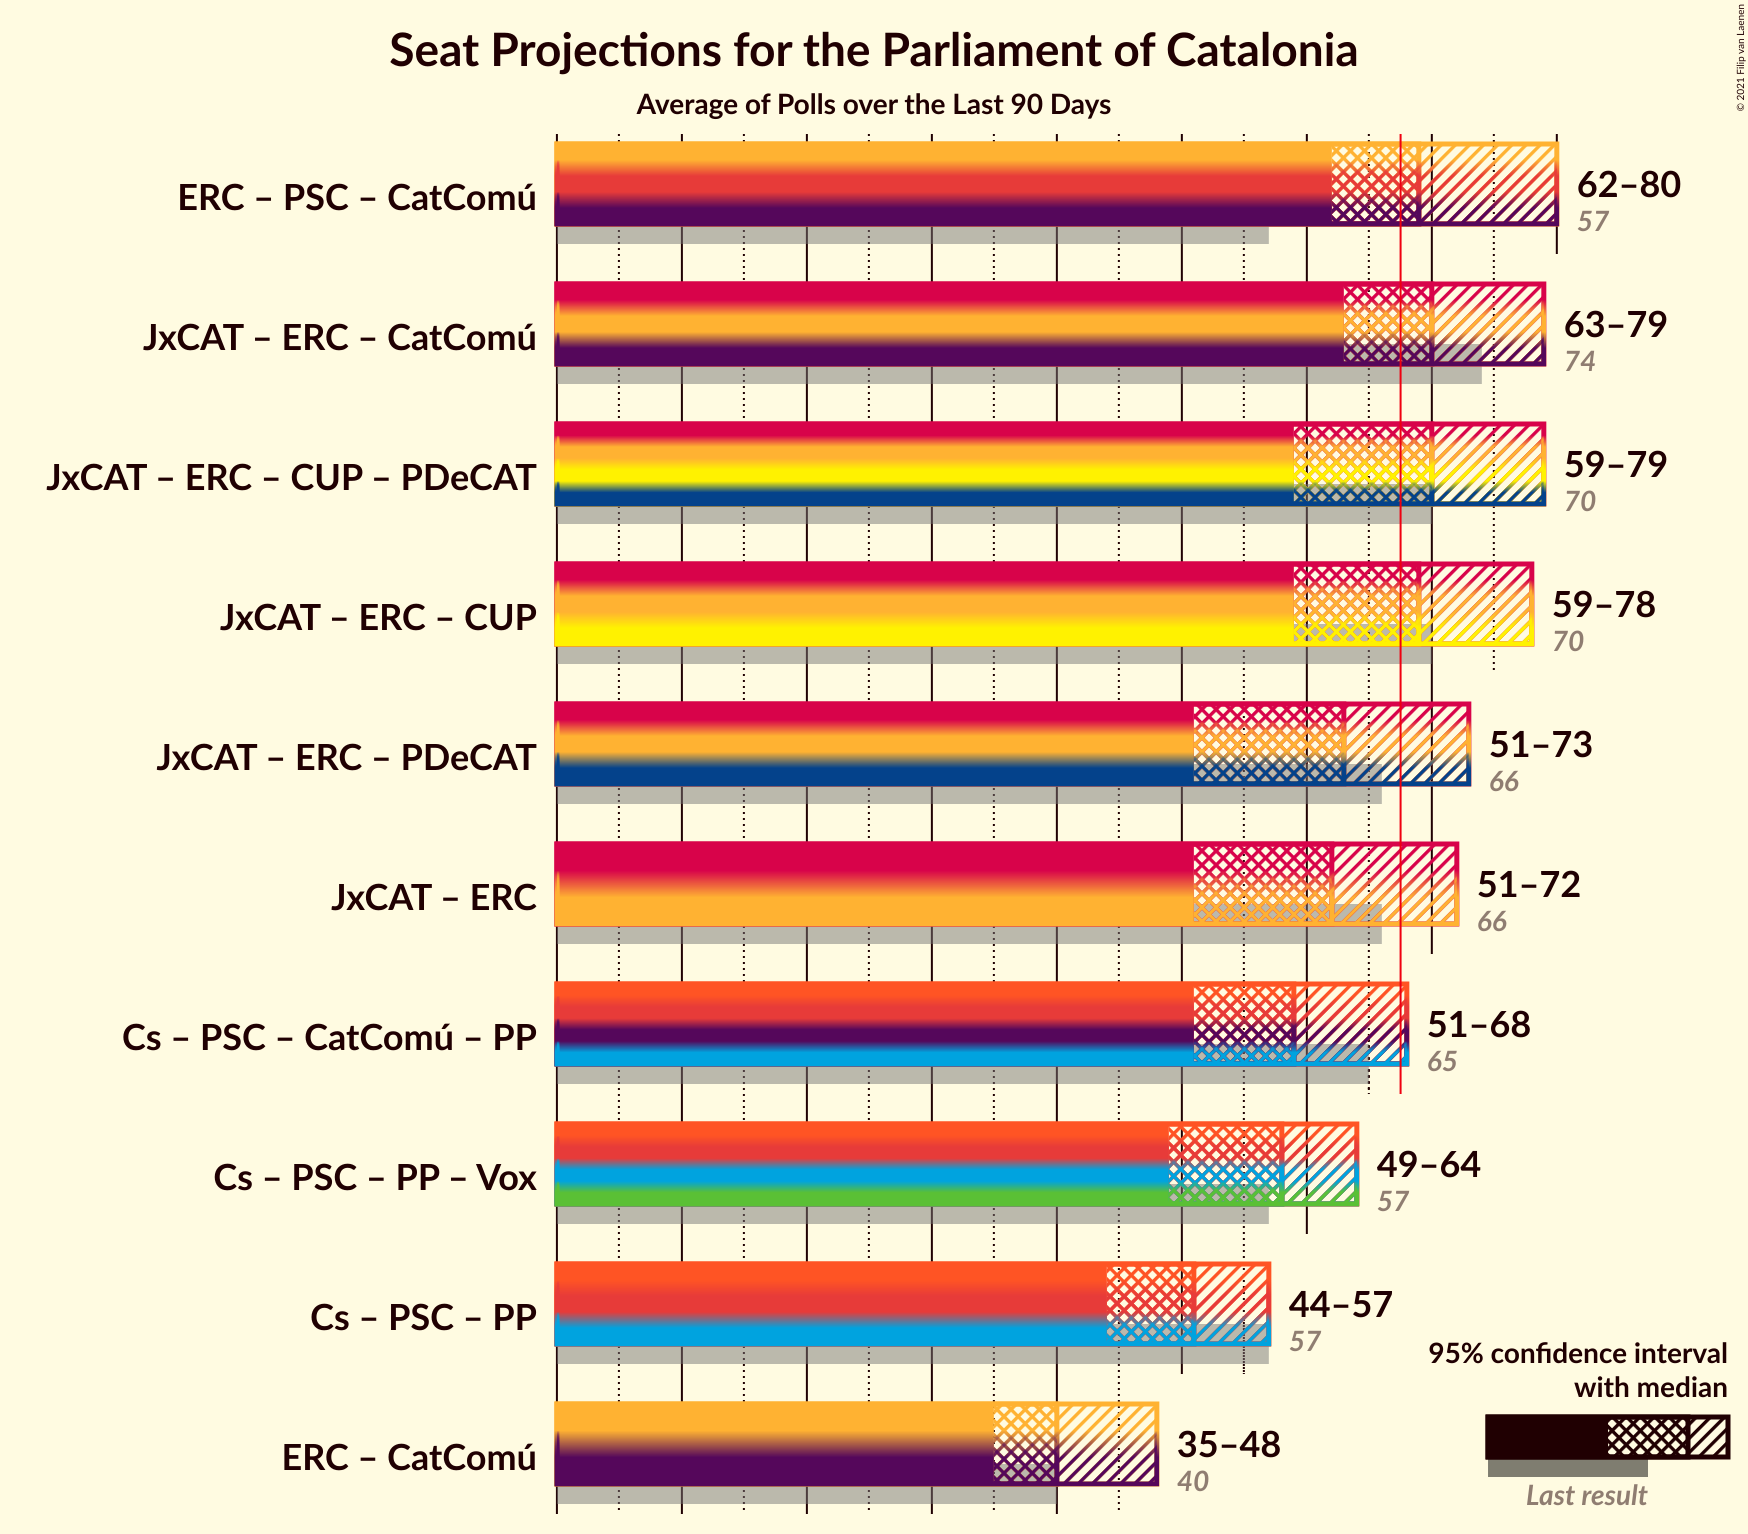 © 2021 Filip van Laenen
Seat Projections for the Parliament of Catalonia
Average of Polls over the Last 90 Days
ERC – PSC – CatComú
62–80
57
JxCAT – ERC – CatComú
63–79
74
JxCAT – ERC – CUP – PDeCAT
59–79
70
JxCAT – ERC – CUP
59–78
70
JxCAT – ERC – PDeCAT
51–73
66
JxCAT – ERC
51–72
66
Cs – PSC – CatComú – PP
51–68
65
Cs – PSC – PP – Vox
49–64
57
Cs – PSC – PP
44–57
57
ERC – CatComú
35–48
40
95% confidence interval
with median
Last result